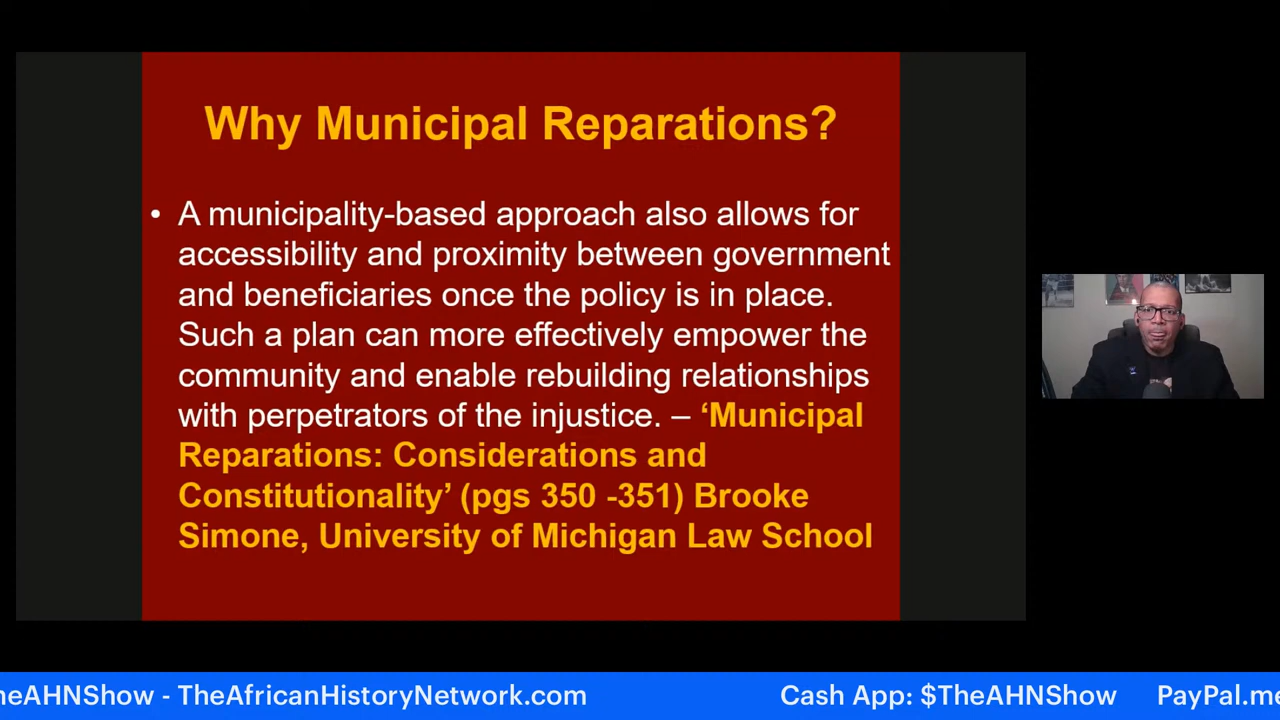 Why Municipal Reparations?
• A municipality-based approach also allows for
accessibility and proximity between government
and beneficiaries once the policy is in place.
Such a plan can more effectively empower the
community and enable rebuilding relationships
with perpetrators of the injustice. – ‘Municipal
Reparations: Considerations and
Constitutionality’ (pgs 350 -351) Brooke
Simone, University of Michigan Law School
heAHNShow - TheAfricanHistoryNetwork.com Cash App: $TheAHNShow PayPal.me